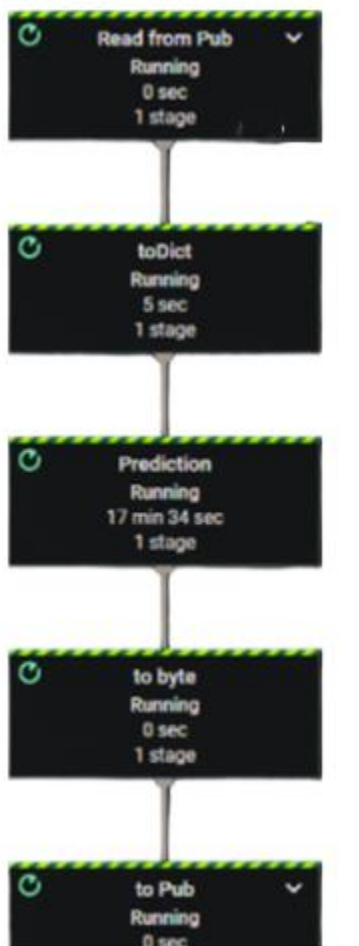 Read from Pub
Running
0 sec
1 stage
toDict
Running
5 sec
1 stage
Prediction
Running
17 min 34 sec
1 stage
to byte
Running
0 sec
1 stage
to Pub
Running
0 sec